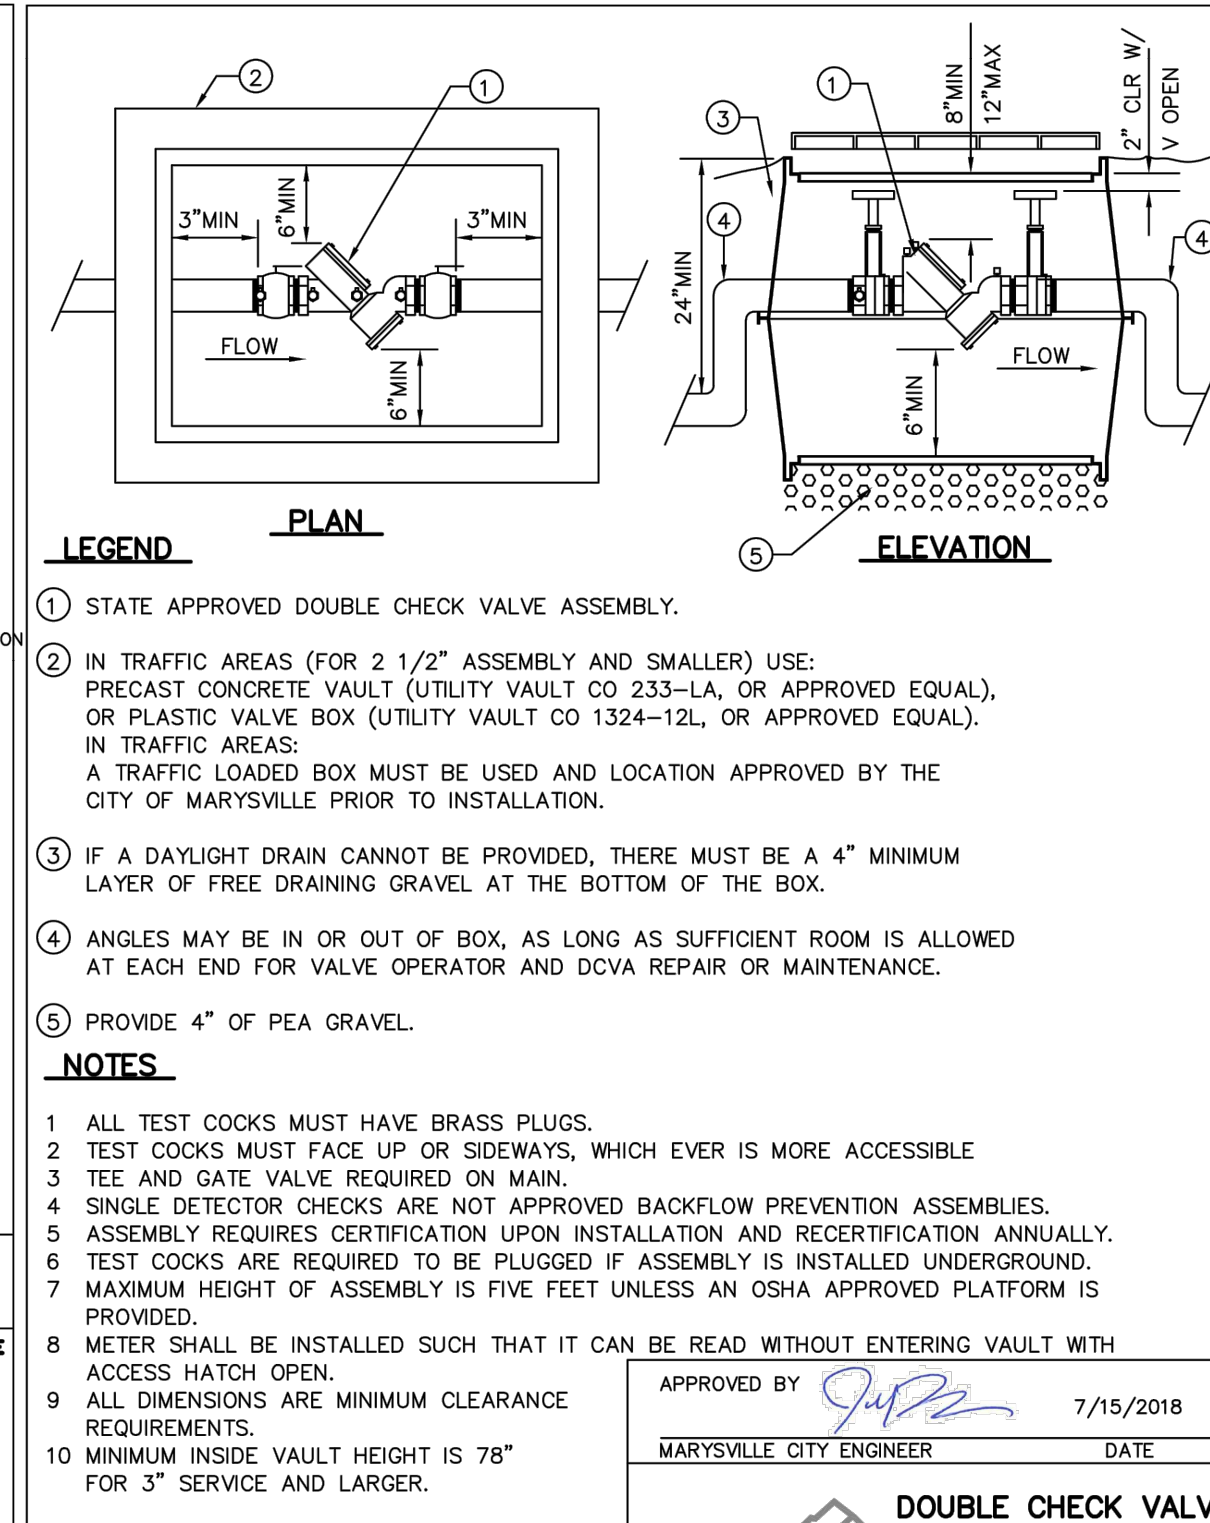 2
1
3"MIN
6"MIN
3"MIN
FLOW
6"MIN
PLAN
1
3
4
4
8"MIN
12"MAX
2" CLR W/
V OPEN
24"MIN
FLOW
6"MIN
5
ELEVATION
LEGEND
1 STATE APPROVED DOUBLE CHECK VALVE ASSEMBLY.
2 IN TRAFFIC AREAS (FOR 2 1/2" ASSEMBLY AND SMALLER) USE:
PRECAST CONCRETE VAULT (UTILITY VAULT CO 233-LA, OR APPROVED EQUAL),
OR PLASTIC VALVE BOX (UTILITY VAULT CO 1324-12L, OR APPROVED EQUAL).
IN TRAFFIC AREAS:
A TRAFFIC LOADED BOX MUST BE USED AND LOCATION APPROVED BY THE
CITY OF MARYSVILLE PRIOR TO INSTALLATION.
3 IF A DAYLIGHT DRAIN CANNOT BE PROVIDED, THERE MUST BE A 4" MINIMUM
LAYER OF FREE DRAINING GRAVEL AT THE BOTTOM OF THE BOX.
4 ANGLES MAY BE IN OR OUT OF BOX, AS LONG AS SUFFICIENT ROOM IS ALLOWED
AT EACH END FOR VALVE OPERATOR AND DCVA REPAIR OR MAINTENANCE.
5 PROVIDE 4" OF PEA GRAVEL.
NOTES
1 ALL TEST COCKS MUST HAVE BRASS PLUGS.
2 TEST COCKS MUST FACE UP OR SIDEWAYS, WHICH EVER IS MORE ACCESSIBLE
3 TEE AND GATE VALVE REQUIRED ON MAIN.
4 SINGLE DETECTOR CHECKS ARE NOT APPROVED BACKFLOW PREVENTION ASSEMBLIES.
5 ASSEMBLY REQUIRES CERTIFICATION UPON INSTALLATION AND RECERTIFICATION ANNUALLY.
6 TEST COCKS ARE REQUIRED TO BE PLUGGED IF ASSEMBLY IS INSTALLED UNDERGROUND.
7 MAXIMUM HEIGHT OF ASSEMBLY IS FIVE FEET UNLESS AN OSHA APPROVED PLATFORM IS
PROVIDED.
8 METER SHALL BE INSTALLED SUCH THAT IT CAN BE READ WITHOUT ENTERING VAULT WITH
ACCESS HATCH OPEN.
9 ALL DIMENSIONS ARE MINIMUM CLEARANCE
REQUIREMENTS.
10 MINIMUM INSIDE VAULT HEIGHT IS 78"
FOR 3" SERVICE AND LARGER.
ON
APPROVED BY
7/15/2018
MARYSVILLE CITY ENGINEER DATE
DOUBLE CHECK VALV